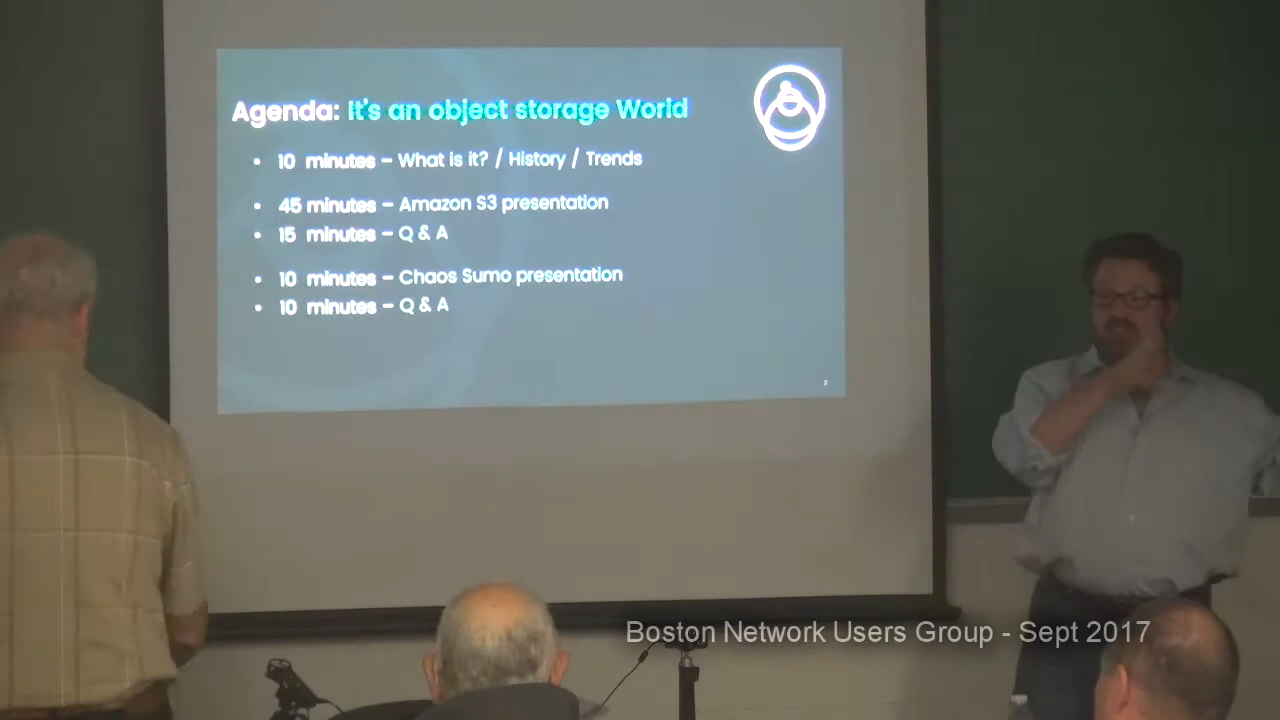 Agenda: It's an object storage World
• 10 minutes – What is it? / History / Trends
• 45 minutes – Amazon S3 presentation
• 15 minutes – Q & A
• 10 minutes – Chaos Sumo presentation
• 10 minutes – Q & A
2
Boston Network Users Group - Sept 2017